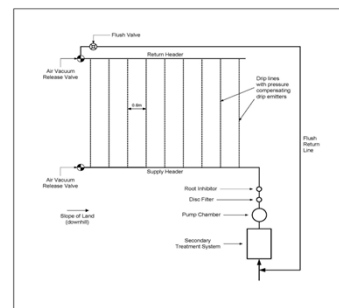 Flush Valve
Return Header
Air Vacuum
Release Valve
Drip lines
with pressure
compensating
drip emitters
0.6m
Flush
Return
Line
Air Vacuum
Release Valve
Supply Header
Root Inhibitor
Disc Filter
Slope of Land
(downhill)
Pump Chamber
Secondary
Treatment System